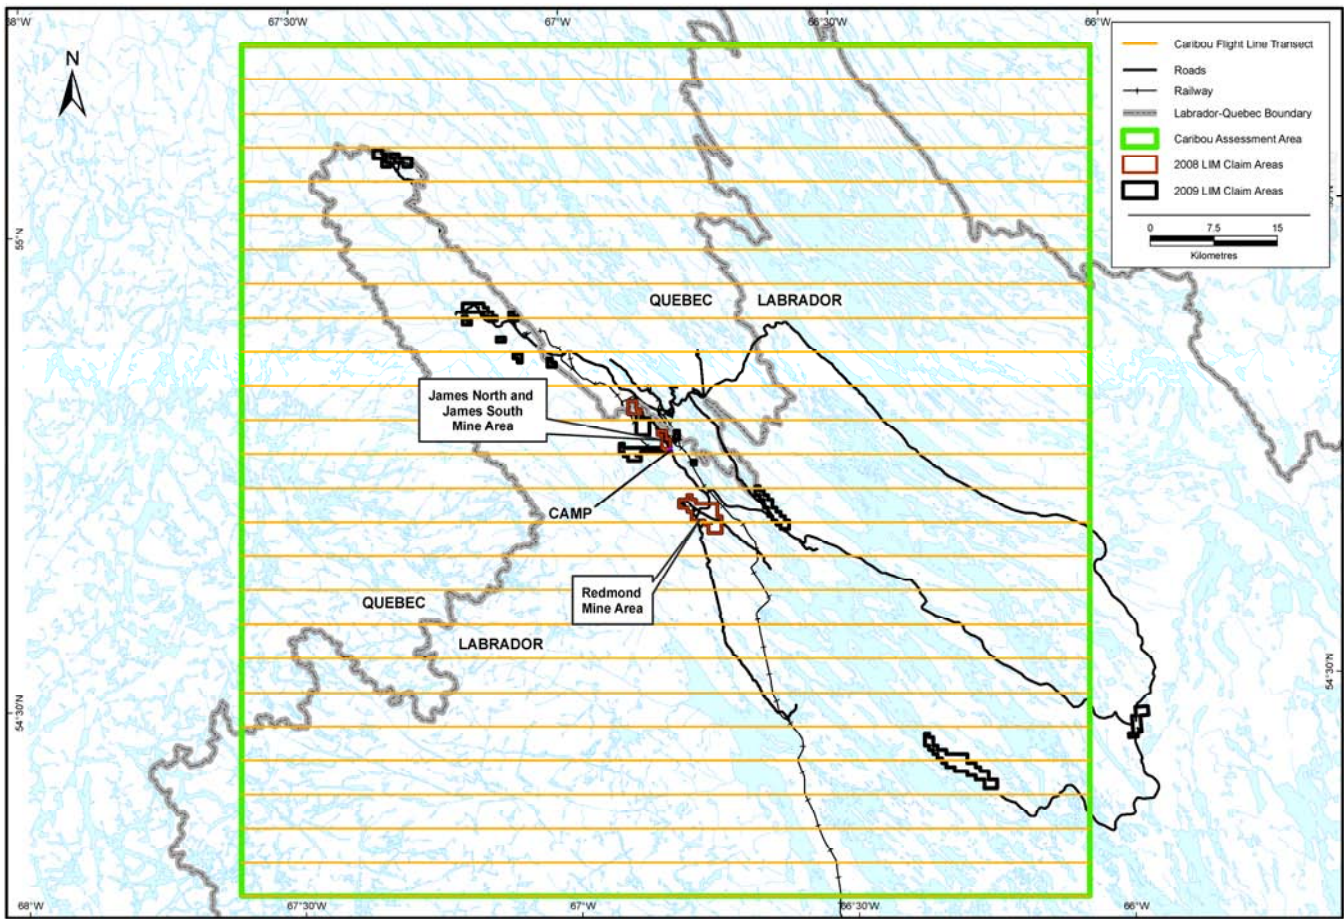 68°W
67°30'W
67°W
66°30'W
66°W
N
Caribou Flight Line Transect
Roads
Railway
Labrador-Quebec Boundary
Caribou Assessment Area
2008 LIM Claim Areas
2009 LIM Claim Areas
0 7.5 15
Kilometres
55°N
QUEBEC LABRADOR
James North and
James South
Mine Area
CAMP
Redmond
Mine Area
QUEBEC
LABRADOR
54°30'N
54°30'N
68°W
67°30'W
67°W
66°30'W
66°W